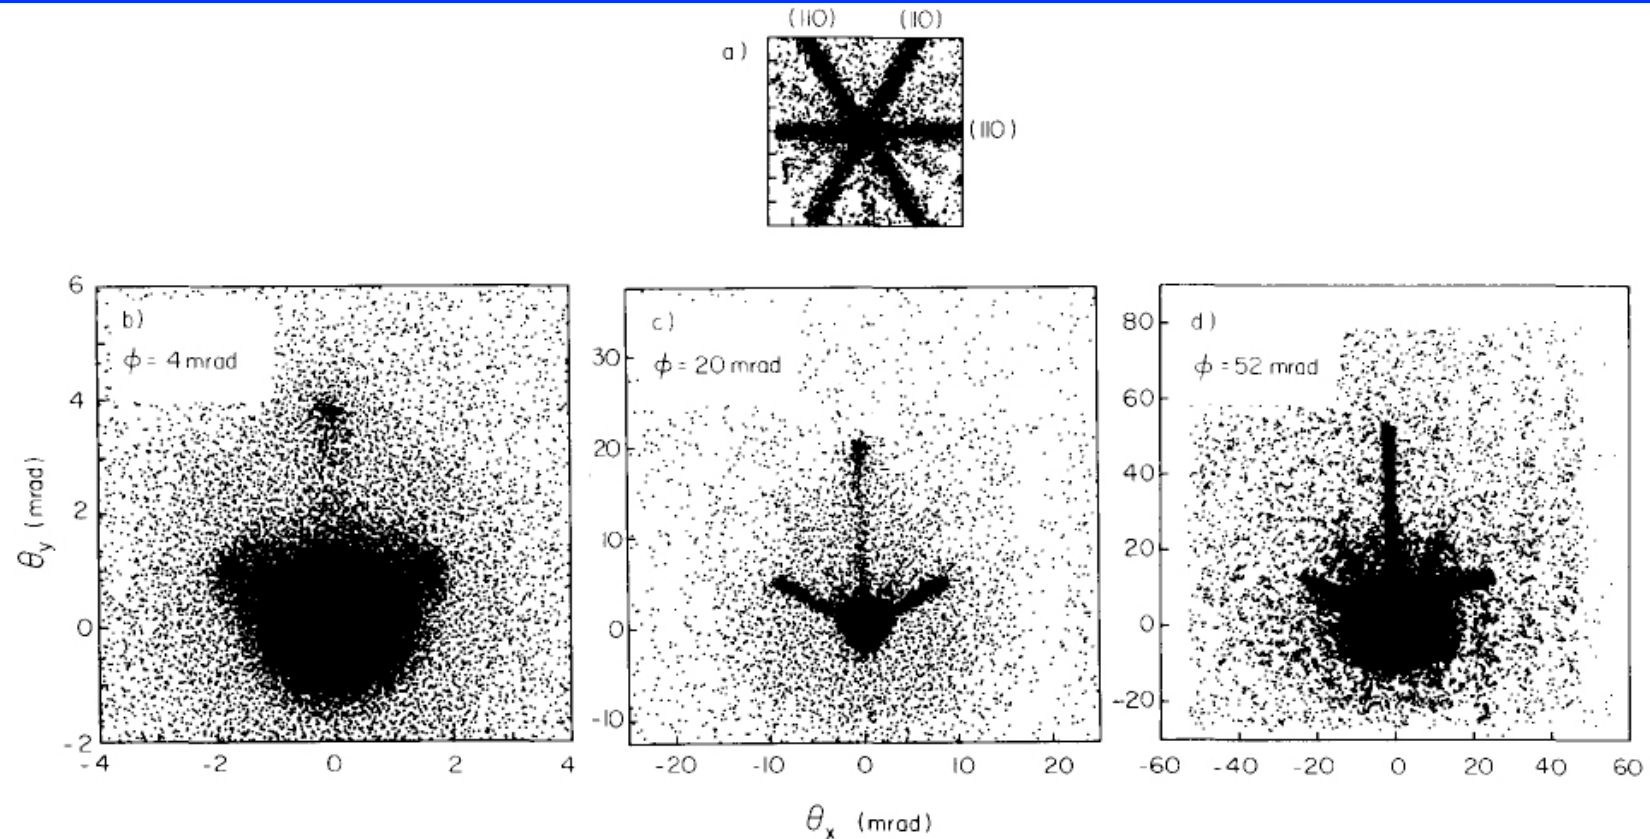 (110) (110)
a)
(110)
b)
ϕ = 4 mrad
c)
ϕ = 20 mrad
d)
ϕ = 52 mrad
6
4
2
0
-2
θy (mrad)
30
20
10
0
-10
80
60
40
20
0
-20
-4 -2 0 2 4
-20 -10 0 10 20
-60 -40 -20 0 20 40 60
θx (mrad)